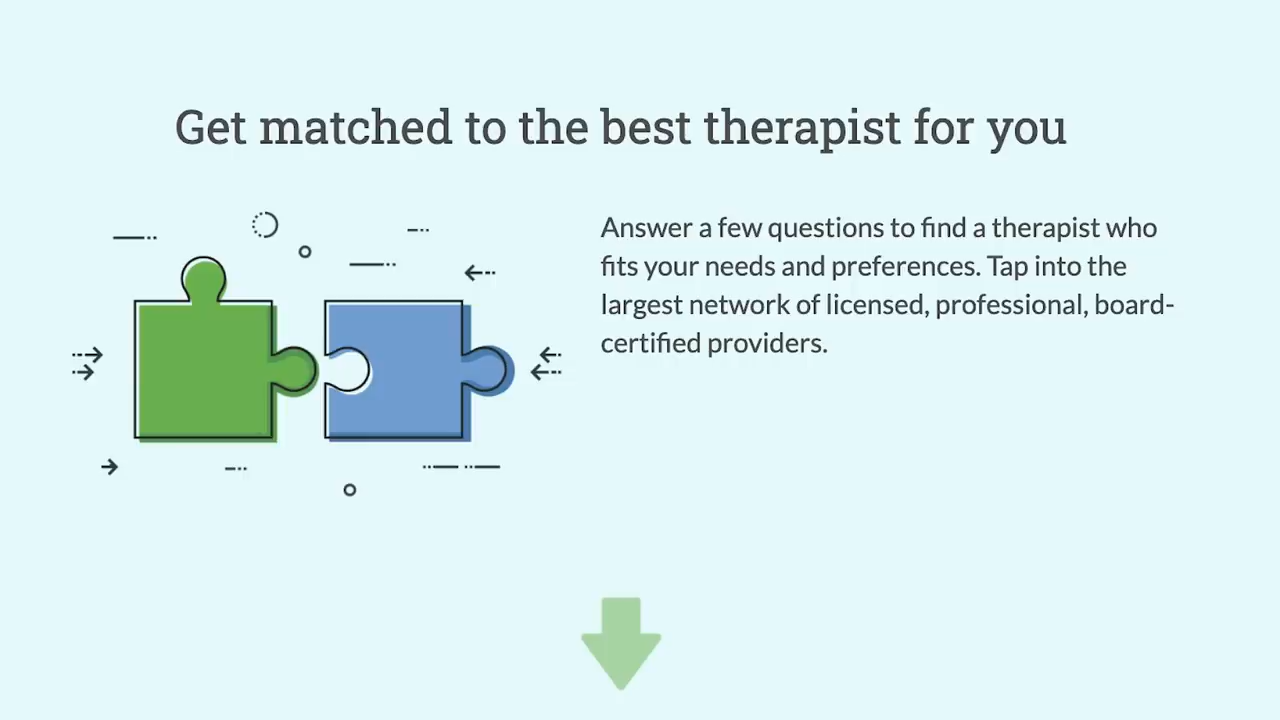 Get matched to the best therapist for you
Answer a few questions to find a therapist who
fits your needs and preferences. Tap into the
largest network of licensed, professional, board-
certified providers.